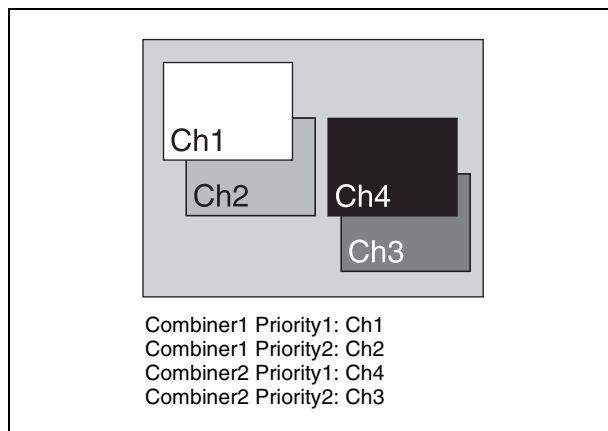 Ch1
Ch2
Ch4
Ch3
Combiner1 Priority1: Ch1
Combiner1 Priority2: Ch2
Combiner2 Priority1: Ch4
Combiner2 Priority2: Ch3